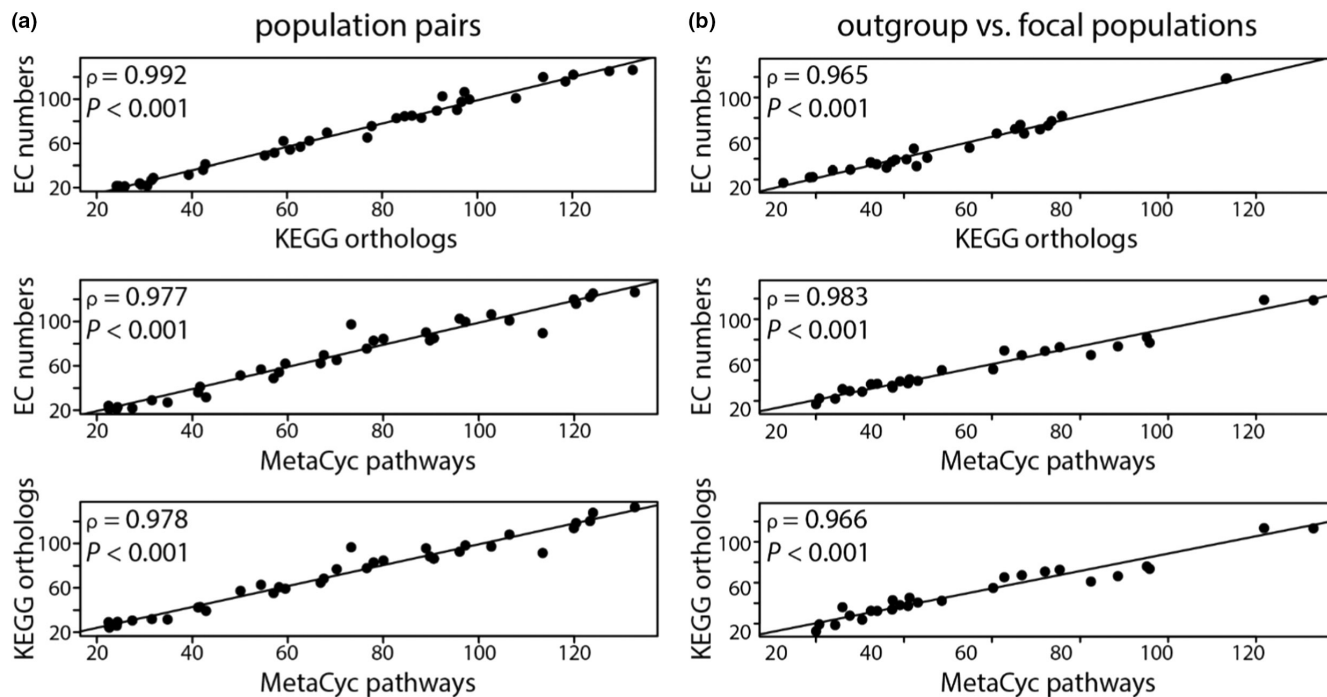 (a) population pairs
EC numbers
100
60
20
ρ = 0.992
P < 0.001
20 40 60 80 100 120
KEGG orthologs
EC numbers
100
60
20
ρ = 0.977
P < 0.001
20 40 60 80 100 120
MetaCyc pathways
KEGG orthologs
100
60
20
ρ = 0.978
P < 0.001
20 40 60 80 100 120
MetaCyc pathways
(b) outgroup vs. focal populations
EC numbers
100
60
20
ρ = 0.965
P < 0.001
20 40 60 80 100 120
KEGG orthologs
EC numbers
100
60
20
ρ = 0.983
P < 0.001
20 40 60 80 100 120
MetaCyc pathways
KEGG orthologs
100
60
20
ρ = 0.966
P < 0.001
20 40 60 80 100 120
MetaCyc pathways